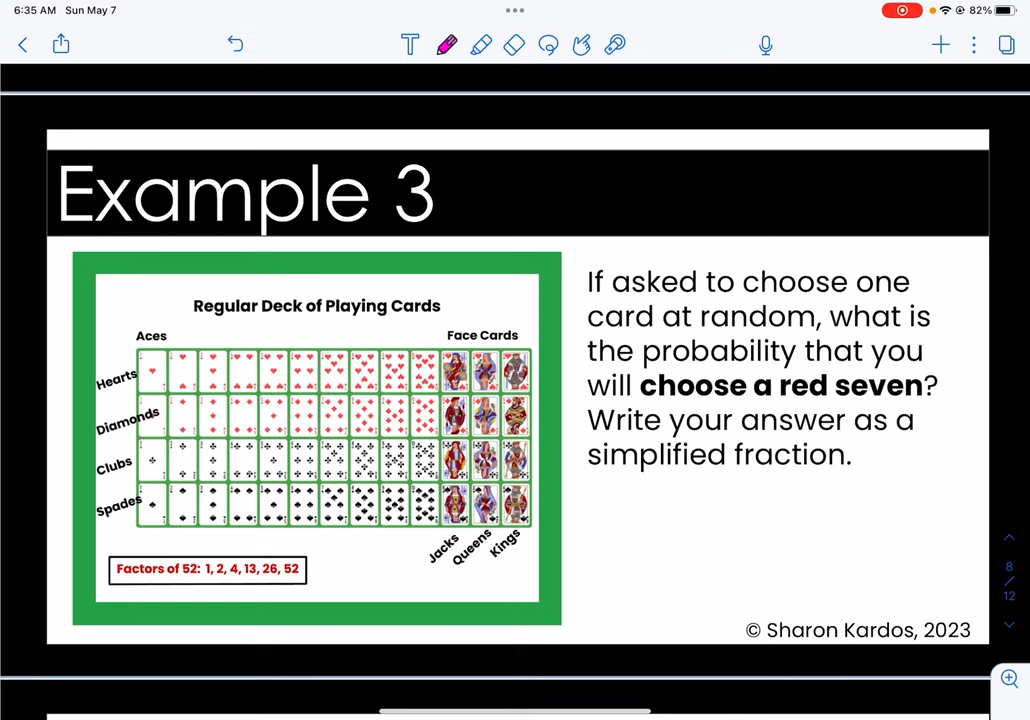 6:35 AM Sun May 7
82%
Example 3
Regular Deck of Playing Cards
Aces
Face Cards
Hearts
Diamonds
Clubs
Spades
Jacks
Queens
Kings
Factors of 52: 1, 2, 4, 13, 26, 52
If asked to choose one
card at random, what is
the probability that you
will choose a red seven?
Write your answer as a
simplified fraction.
© Sharon Kardos, 2023
8
/
12